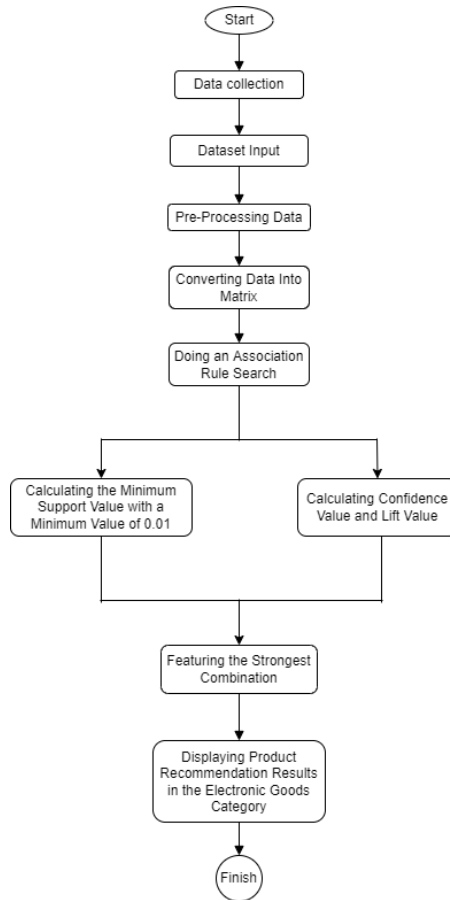 Start
Data collection
Dataset Input
Pre-Processing Data
Converting Data Into
Matrix
Doing an Association
Rule Search
Calculating the Minimum
Support Value with a
Minimum Value of 0.01
Calculating Confidence
Value and Lift Value
Featuring the Strongest
Combination
Displaying Product
Recommendation Results
in the Electronic Goods
Category
Finish